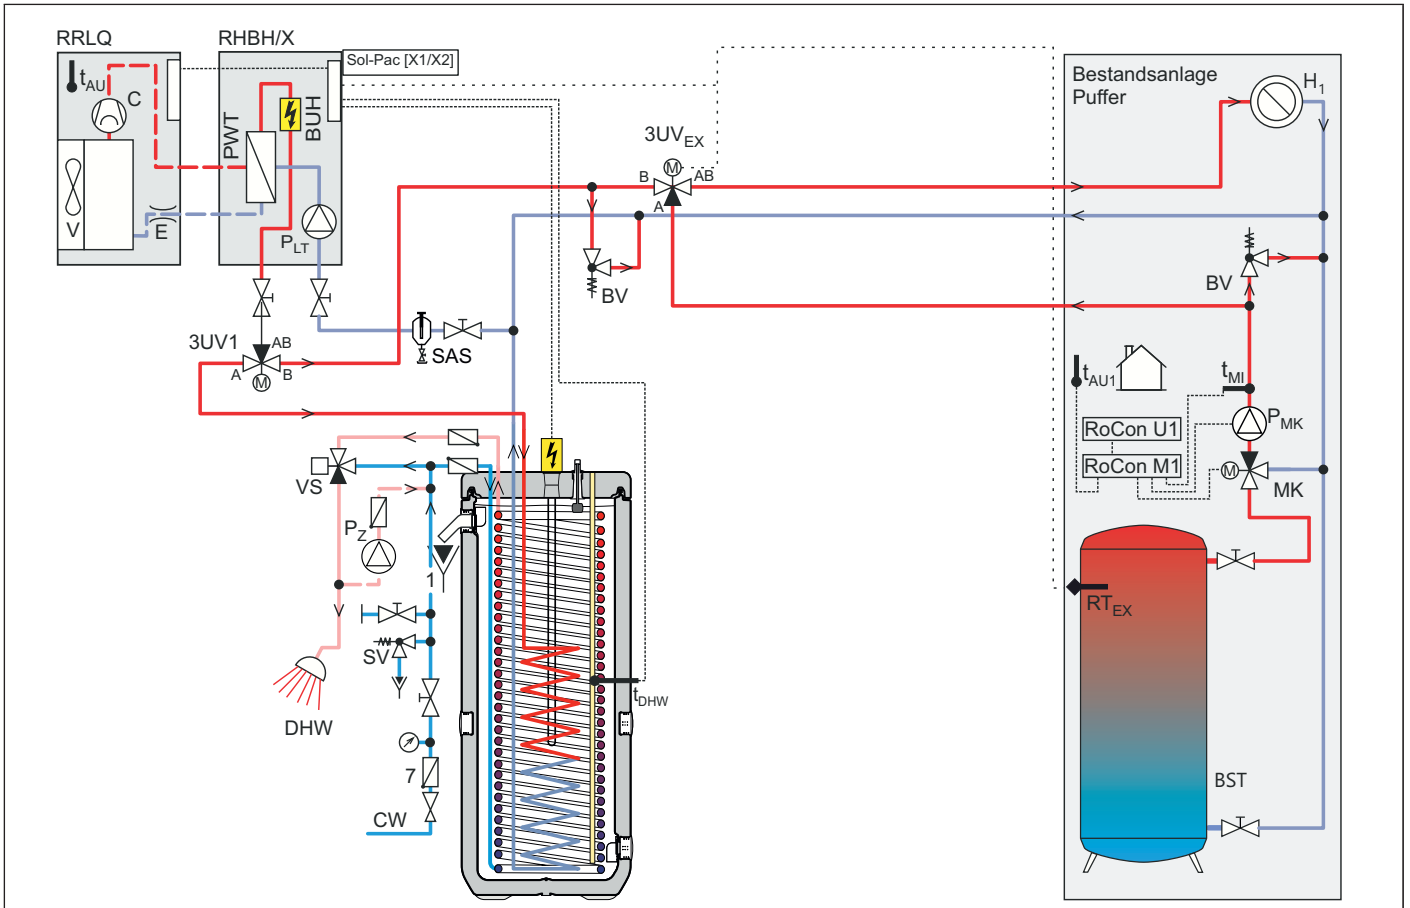 RRLQ
RHBH/X
Sol-Pac [X1/X2]
tAU
C
PWT
BUH
V
E
PLT
3UVEX
M
B
AB
A
Bestandsanlage
Puffer
H1
BV
BV
3UV1
AB
A
B
M
SAS
tAU1
tMI
RoCon U1
PMK
RoCon M1
M
MK
VS
PZ
1
RTEX
SV
tDHW
DHW
7
BST
CW